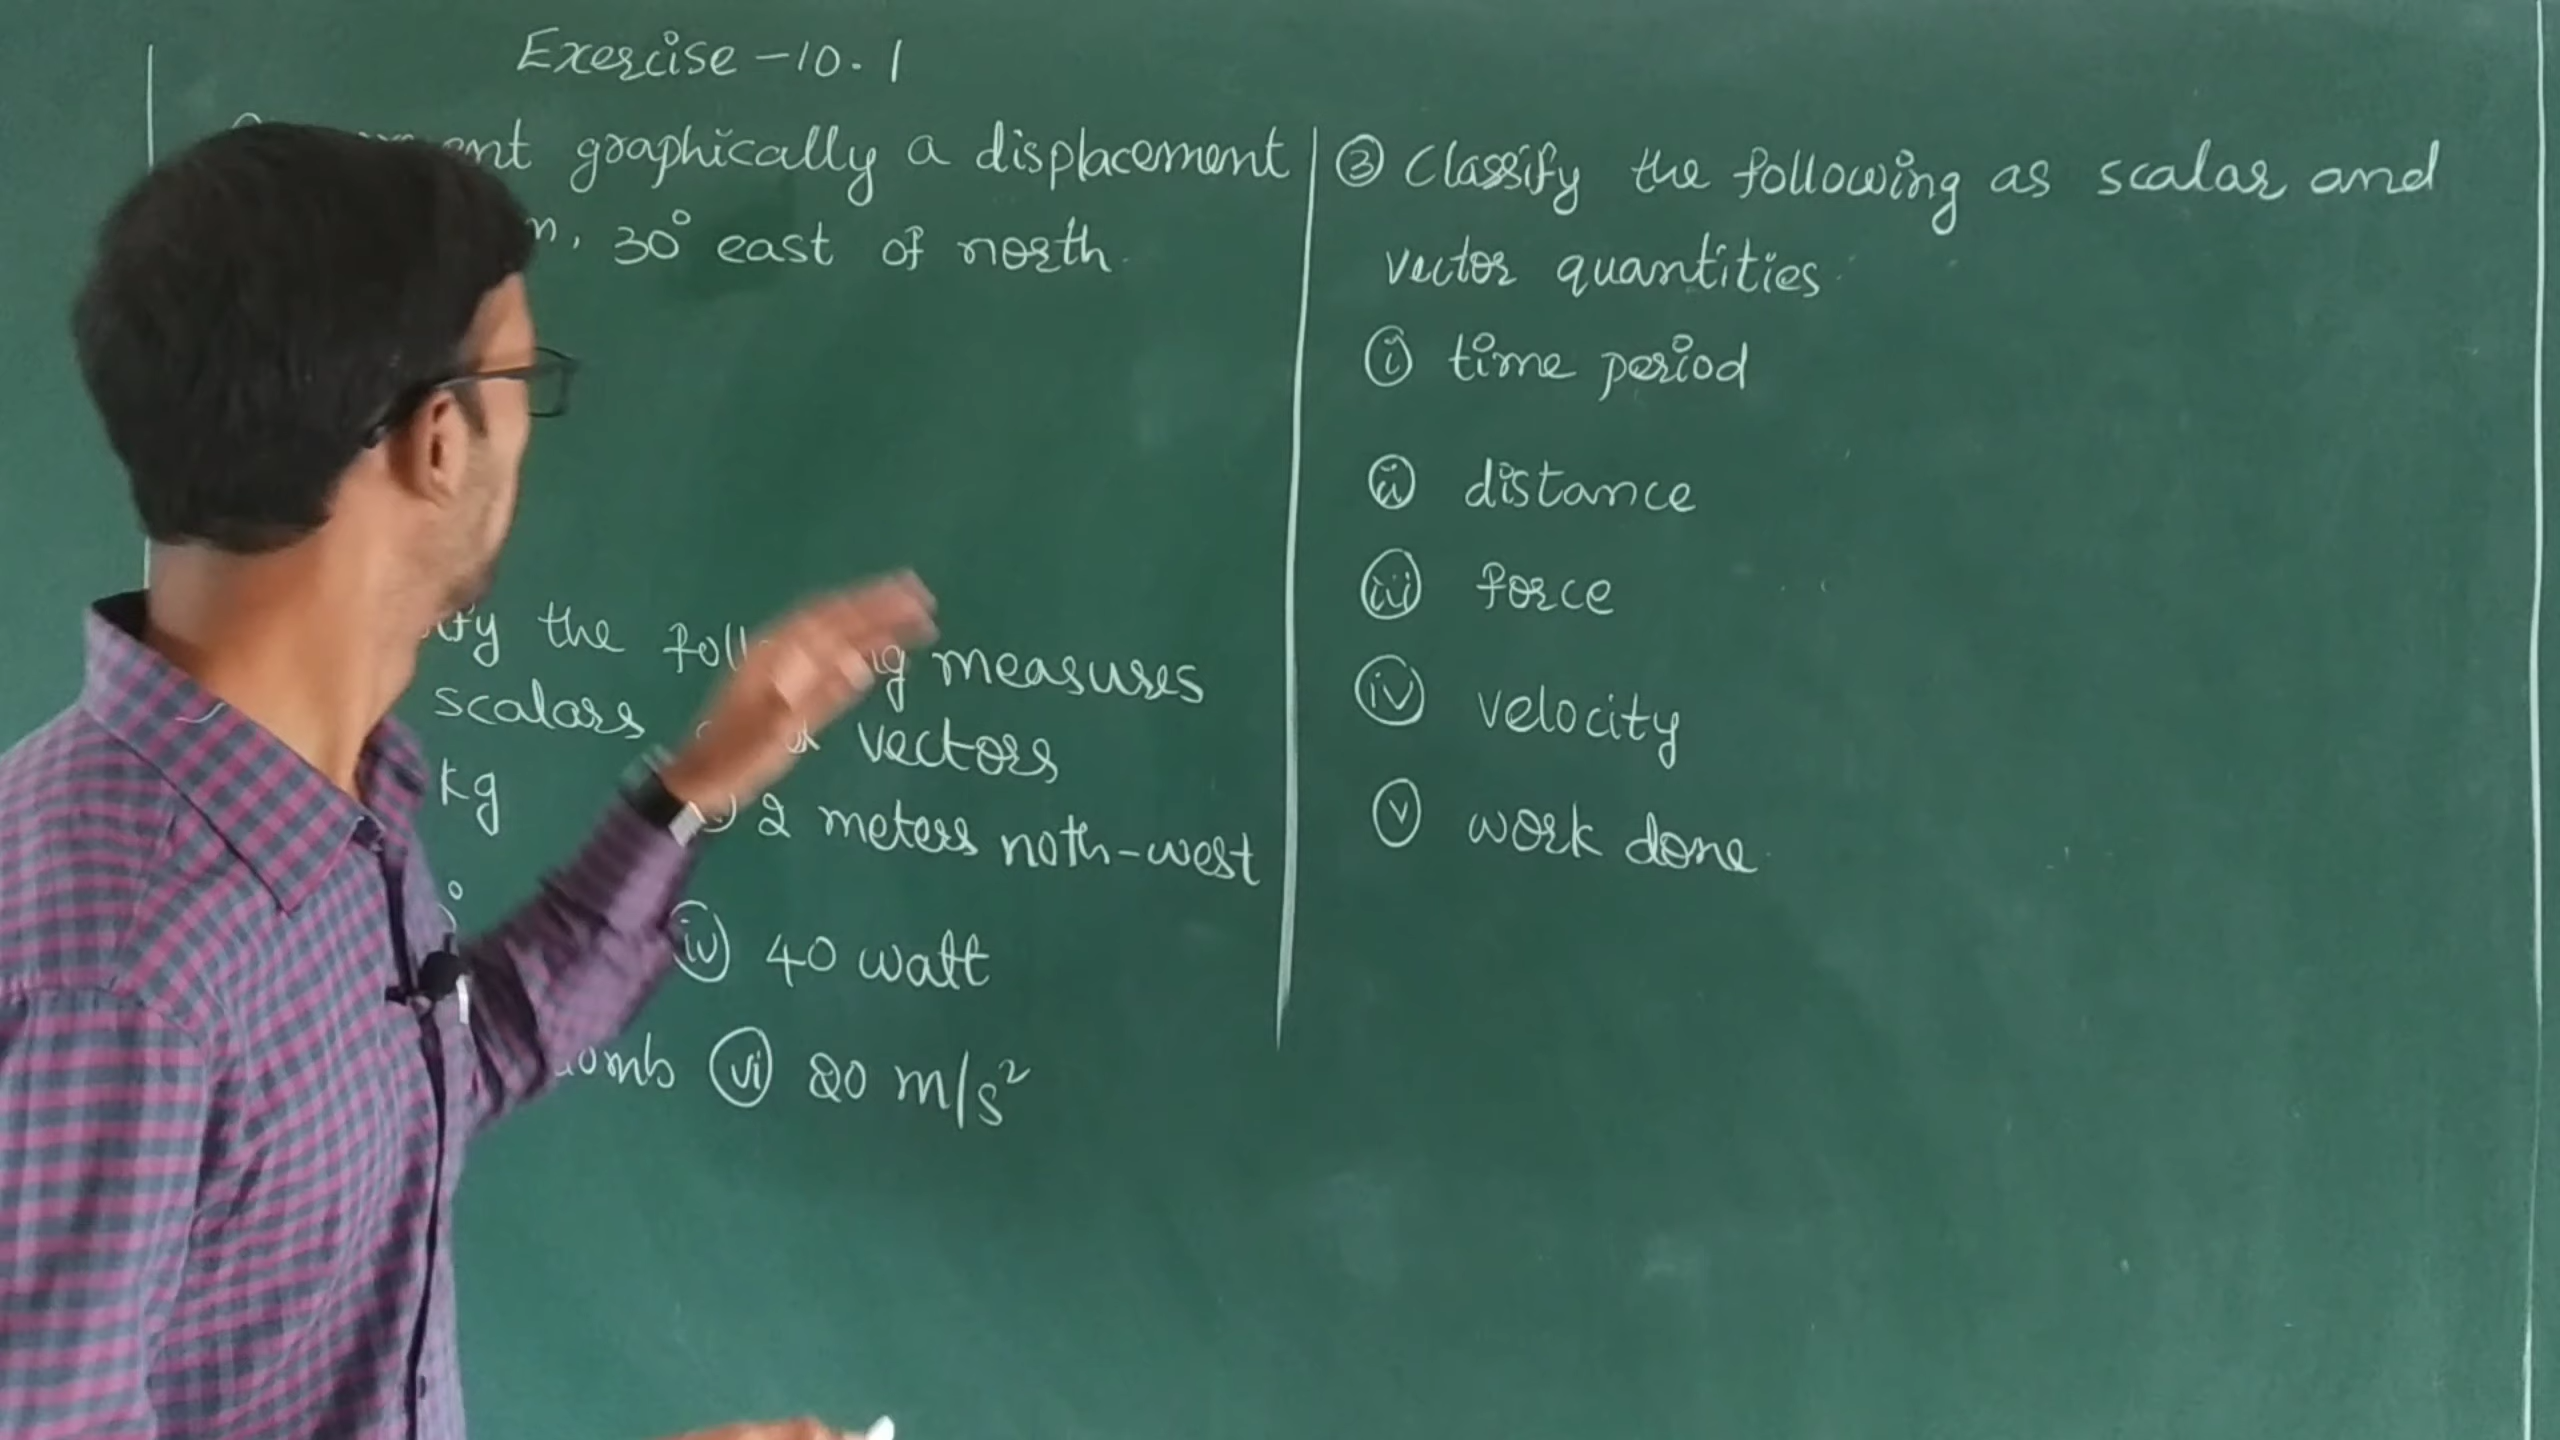 Exercise - 10.1
graphically a displacement
30° east of north.
the measures
scalars vectors
kg 2 meters noth-west
iv 40 watt
vi 20 m/s²
3 Classify the following as scalar and
vector quantities.
i time period
ii distance
iii force
iv velocity
v work done.